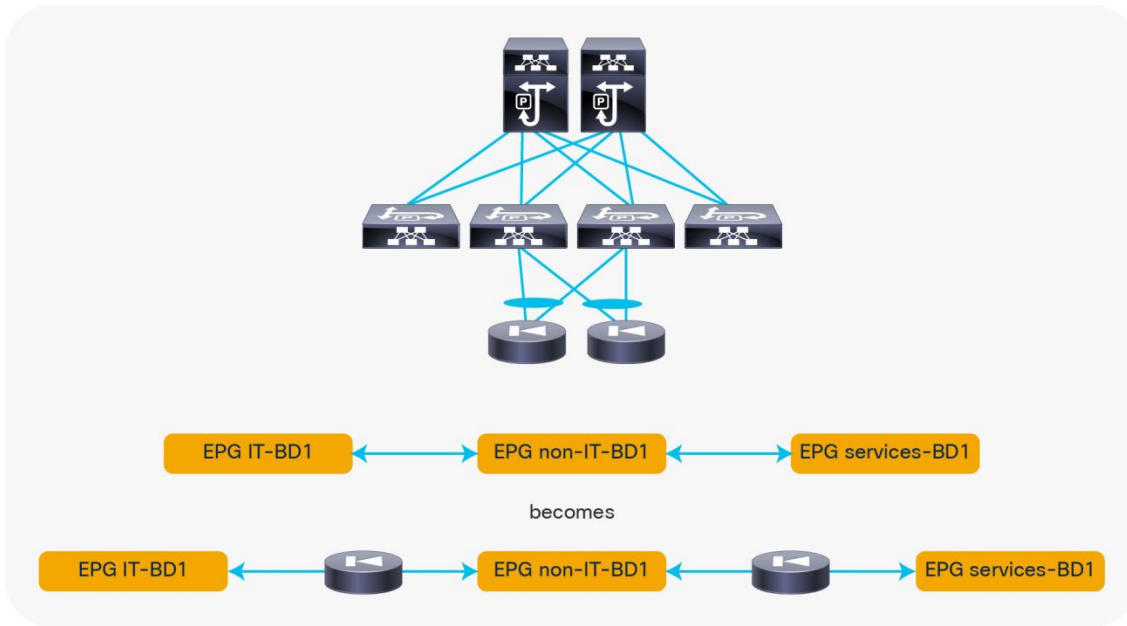 P P
P P P P
EPG IT-BD1 EPG non-IT-BD1 EPG services-BD1
becomes
EPG IT-BD1 EPG non-IT-BD1 EPG services-BD1